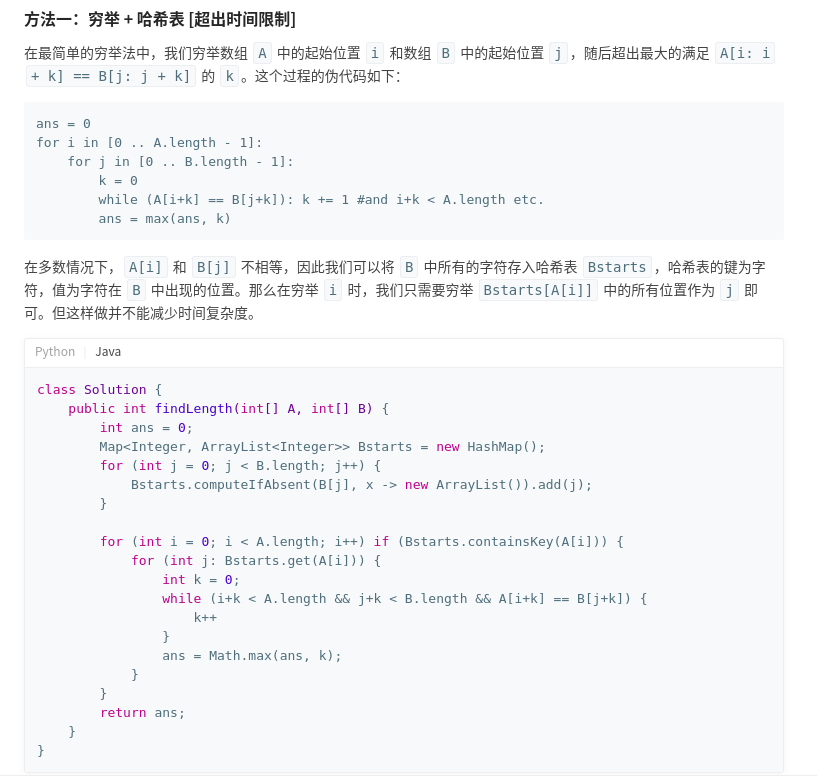 方法一：穷举 + 哈希表 [超出时间限制]
在最简单的穷举法中，我们穷举数组 A 中的起始位置 i 和数组 B 中的起始位置 j ，随后超出最大的满足 A[i: i
+ k] == B[j: j + k] 的 k 。这个过程的伪代码如下：
ans = 0
for i in [0 .. A.length - 1]:
    for j in [0 .. B.length - 1]:
        k = 0
        while (A[i+k] == B[j+k]): k += 1 #and i+k < A.length etc.
        ans = max(ans, k)
在多数情况下， A[i] 和 B[j] 不相等，因此我们可以将 B 中所有的字符存入哈希表 Bstarts ，哈希表的键为字
符，值为字符在 B 中出现的位置。那么在穷举 i 时，我们只需要穷举 Bstarts[A[i]] 中的所有位置作为 j 即
可。但这样做并不能减少时间复杂度。
Python | Java
class Solution {
    public int findLength(int[] A, int[] B) {
        int ans = 0;
        Map<Integer, ArrayList<Integer>> Bstarts = new HashMap();
        for (int j = 0; j < B.length; j++) {
            Bstarts.computeIfAbsent(B[j], x -> new ArrayList()).add(j);
        }
        for (int i = 0; i < A.length; i++) if (Bstarts.containsKey(A[i])) {
            for (int j: Bstarts.get(A[i])) {
                int k = 0;
                while (i+k < A.length && j+k < B.length && A[i+k] == B[j+k]) {
                    k++
                }
                ans = Math.max(ans, k);
            }
        }
        return ans;
    }
}